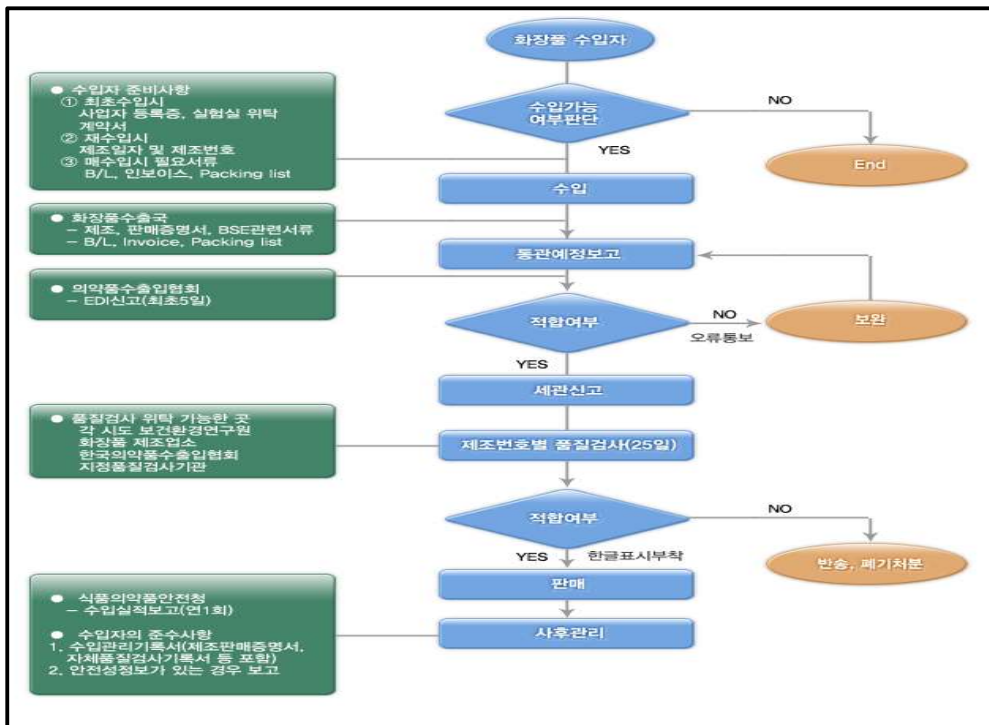 화장품 수입자
● 수입자 준비사항
① 최초수입시
사업자 등록증, 실험실 위탁
계약서
② 재수입시
제조일자 및 제조번호
③ 매수입시 필요서류
B/L, 인보이스, Packing list
수입가능
여부판단
NO
End
YES
수입
● 화장품수출국
– 제조, 판매증명서, BSE관련서류
– B/L, Invoice, Packing list
통관예정보고
● 의약품수출입협회
– EDI신고(최초5일)
적합여부
NO
오류통보
보완
YES
세관신고
● 품질검사 위탁 가능한 곳
각 시도 보건환경연구원
화장품 제조업소
한국의약품수출입협회
지정품질검사기관
제조번호별 품질검사(25일)
적합여부
NO
반송, 폐기처분
YES
한글표시부착
판매
● 식품의약품안전청
– 수입실적보고(연1회)
● 수입자의 준수사항
1. 수입관리기록서(제조판매증명서,
자체품질검사기록서 등 포함)
2. 안전성정보가 있는 경우 보고
사후관리